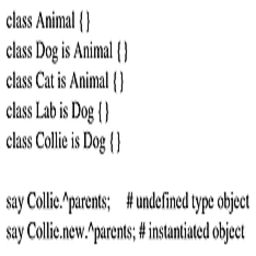 class Animal {}
class Dog is Animal {}
class Cat is Animal {}
class Lab is Dog {}
class Collie is Dog {}
say Collie.^parents; # undefined type object
say Collie.new.^parents; # instantiated object